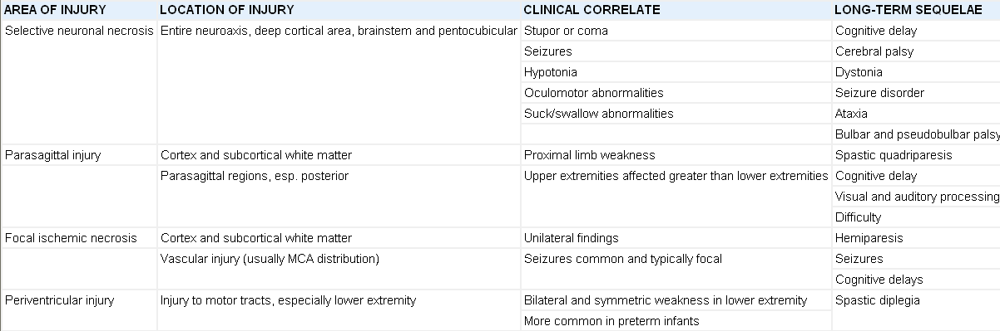 AREA OF INJURY LOCATION OF INJURY CLINICAL CORRELATE LONG-TERM SEQUELAE
Selective neuronal necrosis Entire neuroaxis, deep cortical area, brainstem and pentocubicular Stupor or coma Cognitive delay
Seizures Cerebral palsy
Hypotonia Dystonia
Oculomotor abnormalities Seizure disorder
Suck/swallow abnormalities Ataxia
Bulbar and pseudobulbar palsy
Parasagittal injury Cortex and subcortical white matter Proximal limb weakness Spastic quadriparesis
Parasagittal regions, esp. posterior Upper extremities affected greater than lower extremities Cognitive delay
Visual and auditory processing
Difficulty
Focal ischemic necrosis Cortex and subcortical white matter Unilateral findings Hemiparesis
Vascular injury (usually MCA distribution) Seizures common and typically focal Seizures
Cognitive delays
Periventricular injury Injury to motor tracts, especially lower extremity Bilateral and symmetric weakness in lower extremity Spastic diplegia
More common in preterm infants